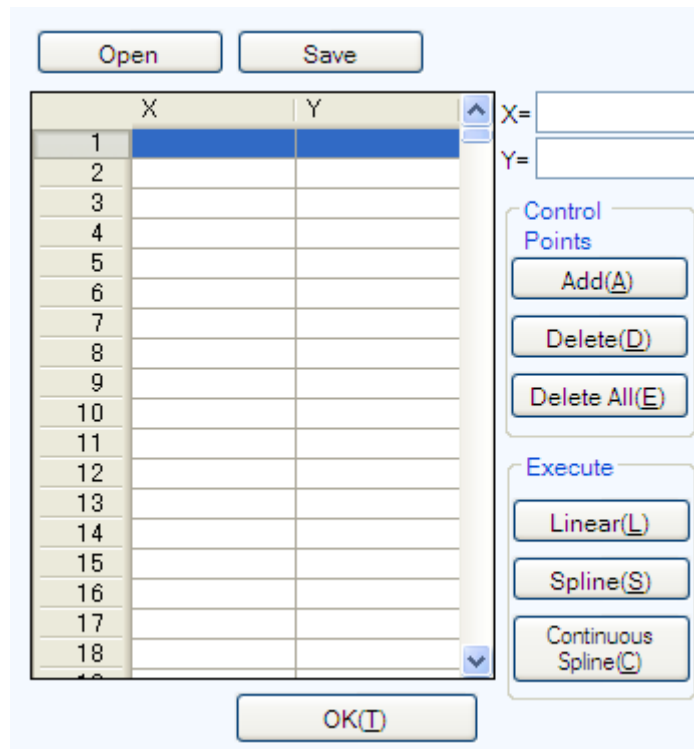 Open Save
X Y
X=
Y=
1
2
3
4
5
6
7
8
9
10
11
12
13
14
15
16
17
18
Control
Points
Add(A)
Delete(D)
Delete All(E)
Execute
Linear(L)
Spline(S)
Continuous
Spline(C)
OK(T)